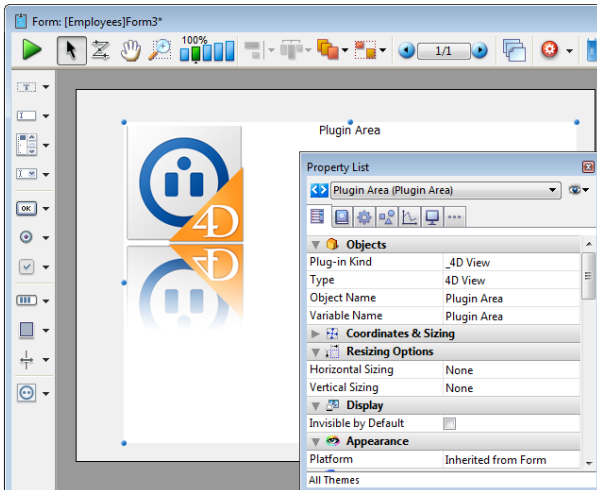 Form: [Employees]Form3*
100%
1/1
T
I
I
OK
Plugin Area
4D
4D
Property List
Plugin Area (Plugin Area)
Objects
Plug-in Kind _4D View
Type 4D View
Object Name Plugin Area
Variable Name Plugin Area
Coordinates & Sizing
Resizing Options
Horizontal Sizing None
Vertical Sizing None
Display
Invisible by Default
Appearance
Platform Inherited from Form
All Themes